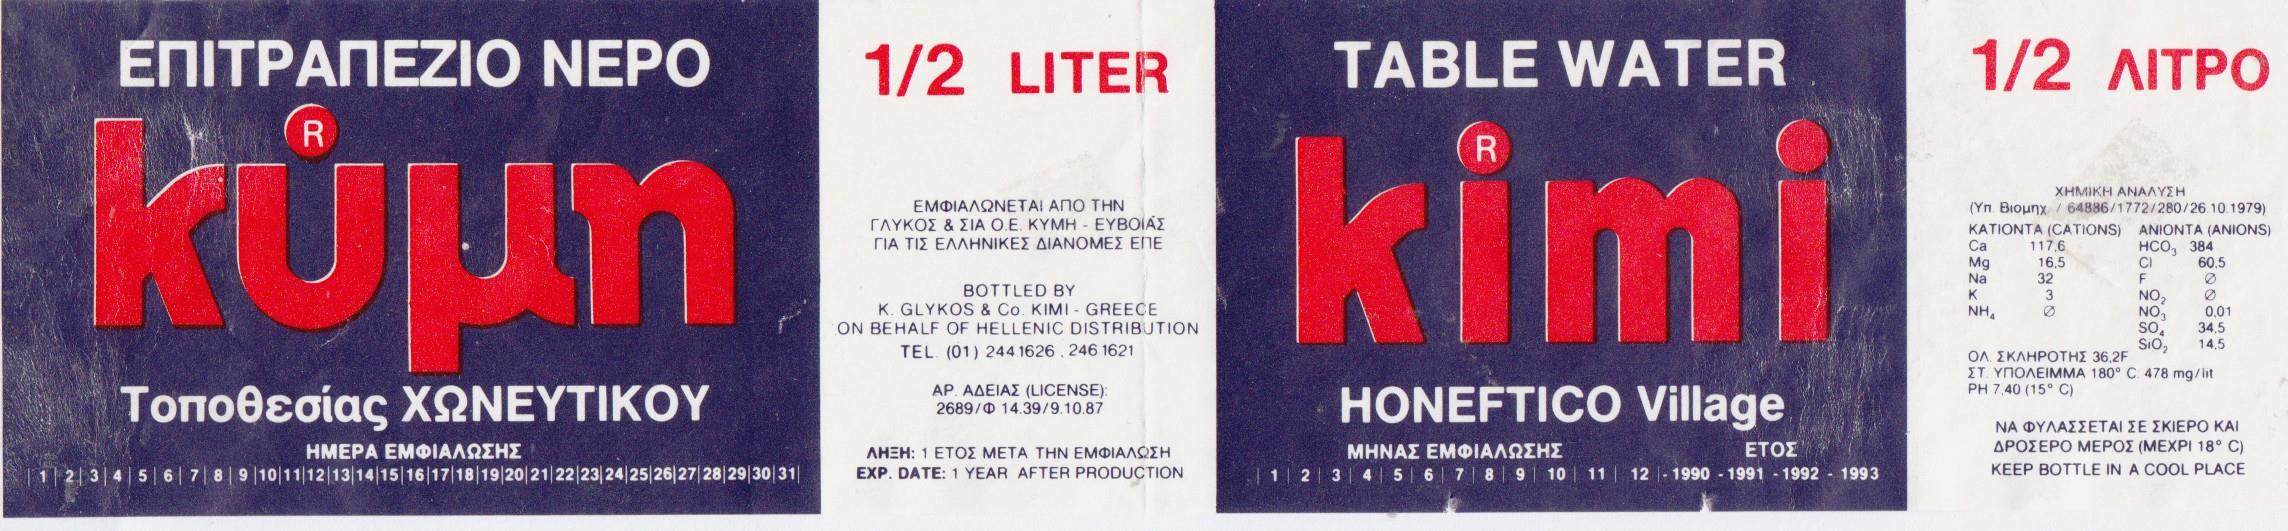 ΕΠΙΤΡΑΠΕΖΙΟ ΝΕΡΟ
κύμη
R
Τοποθεσίας ΧΩΝΕΥΤΙΚΟΥ
ΗΜΕΡΑ ΕΜΦΙΑΛΩΣΗΣ
|1|2|3|4|5|6|7|8|9|10|11|12|13|14|15|16|17|18|19|20|21|22|23|24|25|26|27|28|29|30|31|
1/2 LITER
ΕΜΦΙΑΛΩΝΕΤΑΙ ΑΠΟ ΤΗΝ
ΓΛΥΚΟΣ & ΣΙΑ Ο.Ε. ΚΥΜΗ - ΕΥΒΟΙΑΣ
ΓΙΑ ΤΙΣ ΕΛΛΗΝΙΚΕΣ ΔΙΑΝΟΜΕΣ ΕΠΕ
BOTTLED BY
K. GLYKOS & Co. KIMI - GREECE
ON BEHALF OF HELLENIC DISTRIBUTION
TEL. (01) 244.1626 , 246.1621
ΑΡ. ΑΔΕΙΑΣ (LICENSE):
2689/Φ 14.39/9.10.87
ΛΗΞΗ: 1 ΕΤΟΣ ΜΕΤΑ ΤΗΝ ΕΜΦΙΑΛΩΣΗ
EXP. DATE: 1 YEAR AFTER PRODUCTION
TABLE WATER
kimi
R
HONEFTICO Village
ΜΗΝΑΣ ΕΜΦΙΑΛΩΣΗΣ ΕΤΟΣ
|1|2|3|4|5|6|7|8|9|10|11|12|-1990-1991-1992-1993
1/2 ΛΙΤΡΟ
ΧΗΜΙΚΗ ΑΝΑΛΥΣΗ
(Υπ. Βιομηχ. / 64886/1772/280/26.10.1979)
ΚΑΤΙΟΝΤΑ (CATIONS) ΑΝΙΟΝΤΑ (ANIONS)
Ca 117,6 HCO3 384
Mg 16,5 Cl 60,5
Na 32 F ∅
K 3 NO2 ∅
NH4 ∅ NO3 0,01
SO4 34,5
SiO2 14,5
ΟΛ. ΣΚΛΗΡΟΤΗΣ 36,2F
ΣΤ. ΥΠΟΛΕΙΜΜΑ 180° C. 478 mg/lit
PH 7,40 (15° C)
ΝΑ ΦΥΛΑΣΣΕΤΑΙ ΣΕ ΣΚΙΕΡΟ ΚΑΙ
ΔΡΟΣΕΡΟ ΜΕΡΟΣ (ΜΕΧΡΙ 18° C)
KEEP BOTTLE IN A COOL PLACE